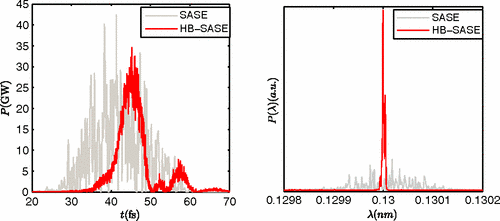 45
40
35
30
25
20
15
10
5
0
P(GW)
SASE
HB-SASE
20 30 40 50 60 70
t(fs)
P(λ)(a.u.)
SASE
HB-SASE
0.1298 0.1299 0.13 0.1301 0.1302
λ(nm)